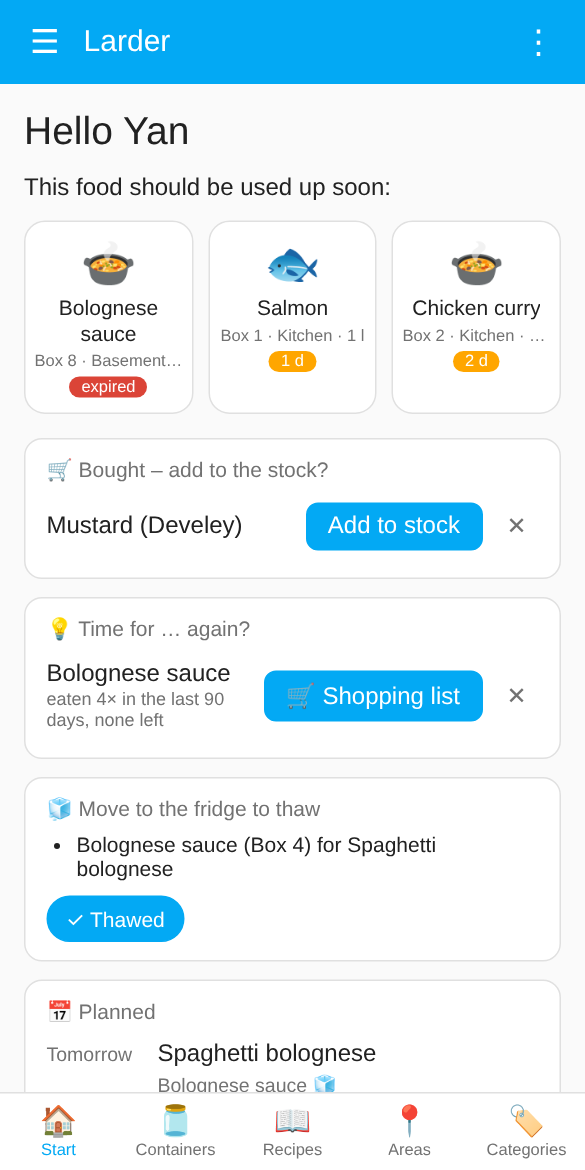 Larder
Hello Yan
This food should be used up soon:
Bolognese
sauce
Box 8 · Basement…
expired
Salmon
Box 1 · Kitchen · 1 l
1 d
Chicken curry
Box 2 · Kitchen · …
2 d
Bought – add to the stock?
Mustard (Develey)
Add to stock
Time for … again?
Bolognese sauce
eaten 4× in the last 90
days, none left
Shopping list
Move to the fridge to thaw
• Bolognese sauce (Box 4) for Spaghetti
bolognese
✓ Thawed
Planned
Tomorrow Spaghetti bolognese
Bolognese sauce
Start
Containers
Recipes
Areas
Categories